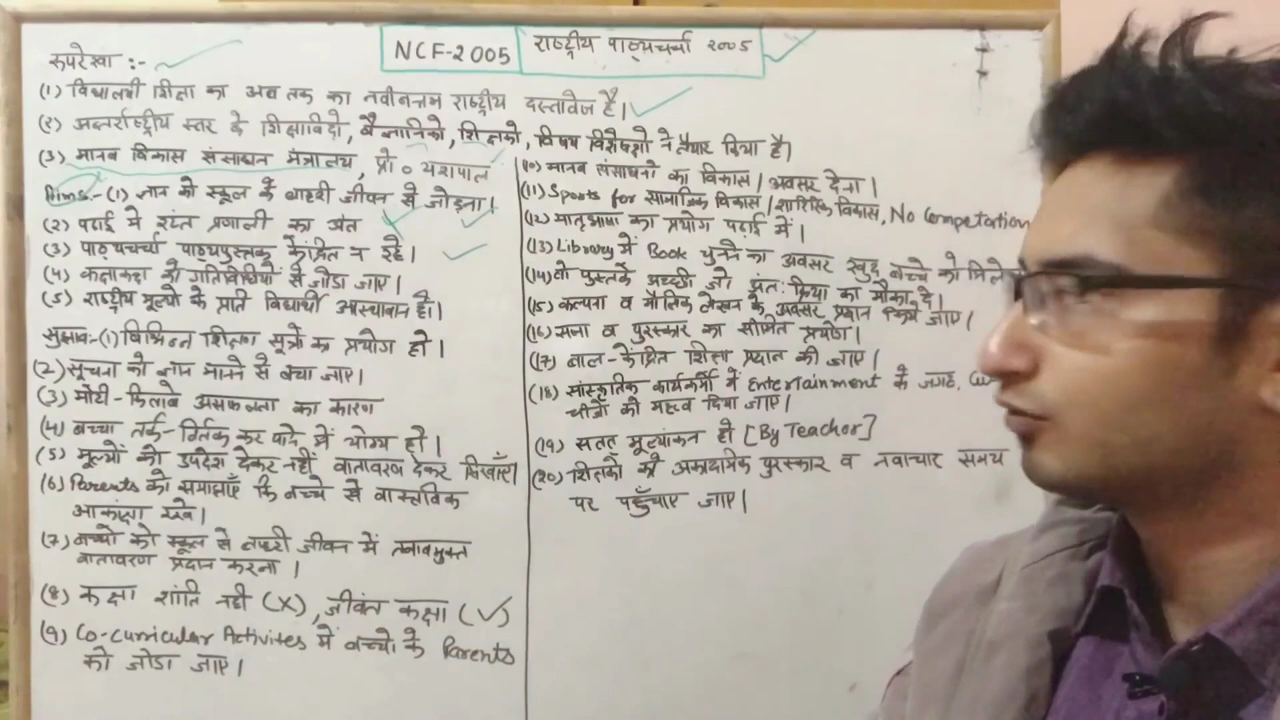 NCF-2005 राष्ट्रीय पाठ्यचर्चा 2005
रूपरेखा :-
(1) विद्यालयी शिक्षा का अब तक का नवीनतम राष्ट्रीय दस्तावेज है।
(२) अन्तर्राष्ट्रीय स्तर के शिक्षाविदो, वैज्ञानिको, शिक्षको, विषय विशेषज्ञो ने तैयार किया है।
(3) मानव विकास संसाधन मंत्रालय, प्रो० यशपाल
Aims:-(1) ज्ञान को स्कूल के बाहरी जीवन से जोड़ना।
(2) पढाई में रटंत प्रणाली का अंत
(3) पाठ्यचर्चा पाठ्यपुस्तक केंद्रित न रहे।
(4) कक्षाकक्ष को गतिविधियों से जोडा जाए।
(5) राष्ट्रीय मूल्यो के प्रति विद्यार्थी आस्थावान हो।
सुझाव:-(1) विभिन्न शिक्षण सूत्रो का प्रयोग हो।
(2) सूचना को ज्ञान मानने से बचा जाए।
(3) मोटी-किताबे असफलता का कारण
(4) बच्चा तर्क-वितर्क कर पाने में योग्य हो।
(5) मूल्यों को उपदेश देकर नहीं वातावरण देकर सिखाएँ।
(6) Parents को समझाएँ कि बच्चे से वास्तविक
आकांक्षा रखे।
(7) बच्चो को स्कूल से बाहरी जीवन में तनावमुक्त
वातावरण प्रदान करना।
(8) कक्षा शांति नही (X), जीवंत कक्षा (✓)
(9) Co-curricular Activites में बच्चो के Parents
को जोडा जाए।
(10) मानव संसाधनो का विकास / अवसर देना।
(11) Sports for सामाजिक विकास / शारिरिक विकास, No Competation
(12) मातृभाषा का प्रयोग पढाई में।
(13) Library में Book चुनने का अवसर खुद बच्चे को मिले
(14) वो पुस्तकें अच्छी जो अंत:क्रिया का मौका दे।
(15) कल्पना व मौलिक लेखन के अवसर प्रदान करवाये जाए।
(16) सजा व पुरस्कार का सीमित प्रयोग।
(17) बाल-केंद्रित शिक्षा प्रदान की जाए।
(18) सांस्कृतिक कार्यकर्मो में Entertainment के जगह,
चीजो को महत्व दिया जाए।
(19) सतत मूल्यांकन हो [By Teacher]
(20) शिक्षको को अकादमिक पुरस्कार व नवाचार समय
पर पहुँचाए जाए।